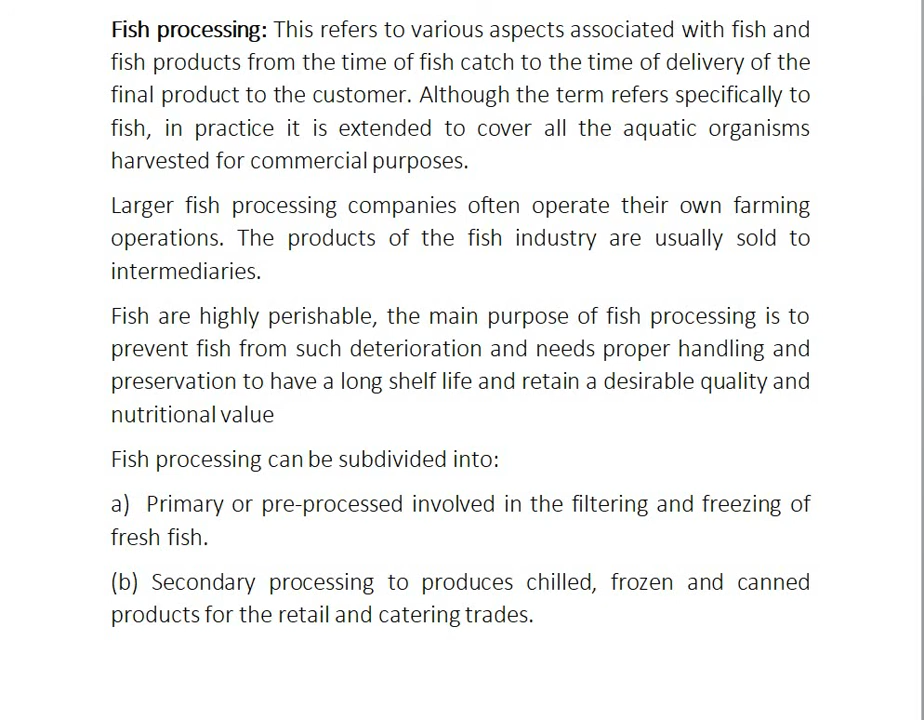 Fish processing: This refers to various aspects associated with fish and
fish products from the time of fish catch to the time of delivery of the
final product to the customer. Although the term refers specifically to
fish, in practice it is extended to cover all the aquatic organisms
harvested for commercial purposes.
Larger fish processing companies often operate their own farming
operations. The products of the fish industry are usually sold to
intermediaries.
Fish are highly perishable, the main purpose of fish processing is to
prevent fish from such deterioration and needs proper handling and
preservation to have a long shelf life and retain a desirable quality and
nutritional value
Fish processing can be subdivided into:
a) Primary or pre-processed involved in the filtering and freezing of
fresh fish.
(b) Secondary processing to produces chilled, frozen and canned
products for the retail and catering trades.